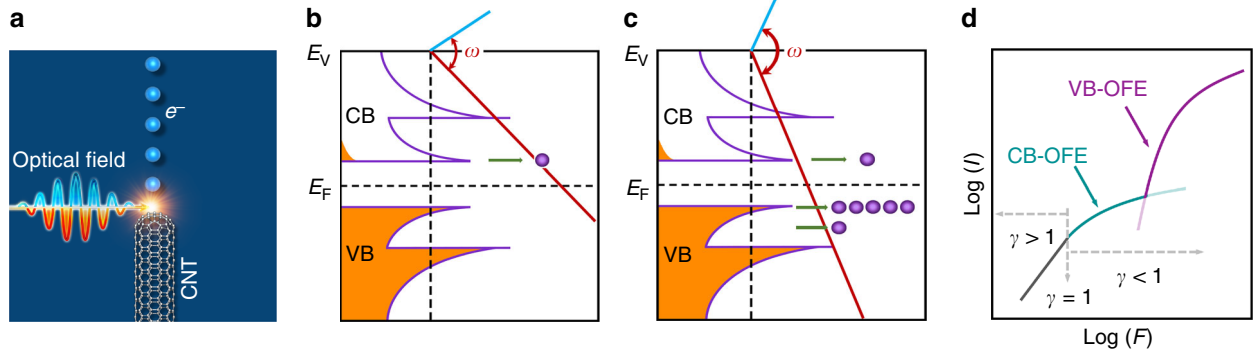 a
Optical field
e–
CNT
b
E_V
CB
E_F
VB
ω
c
E_V
CB
E_F
VB
ω
d
Log (I)
VB-OFE
CB-OFE
γ > 1
γ = 1
γ < 1
Log (F)